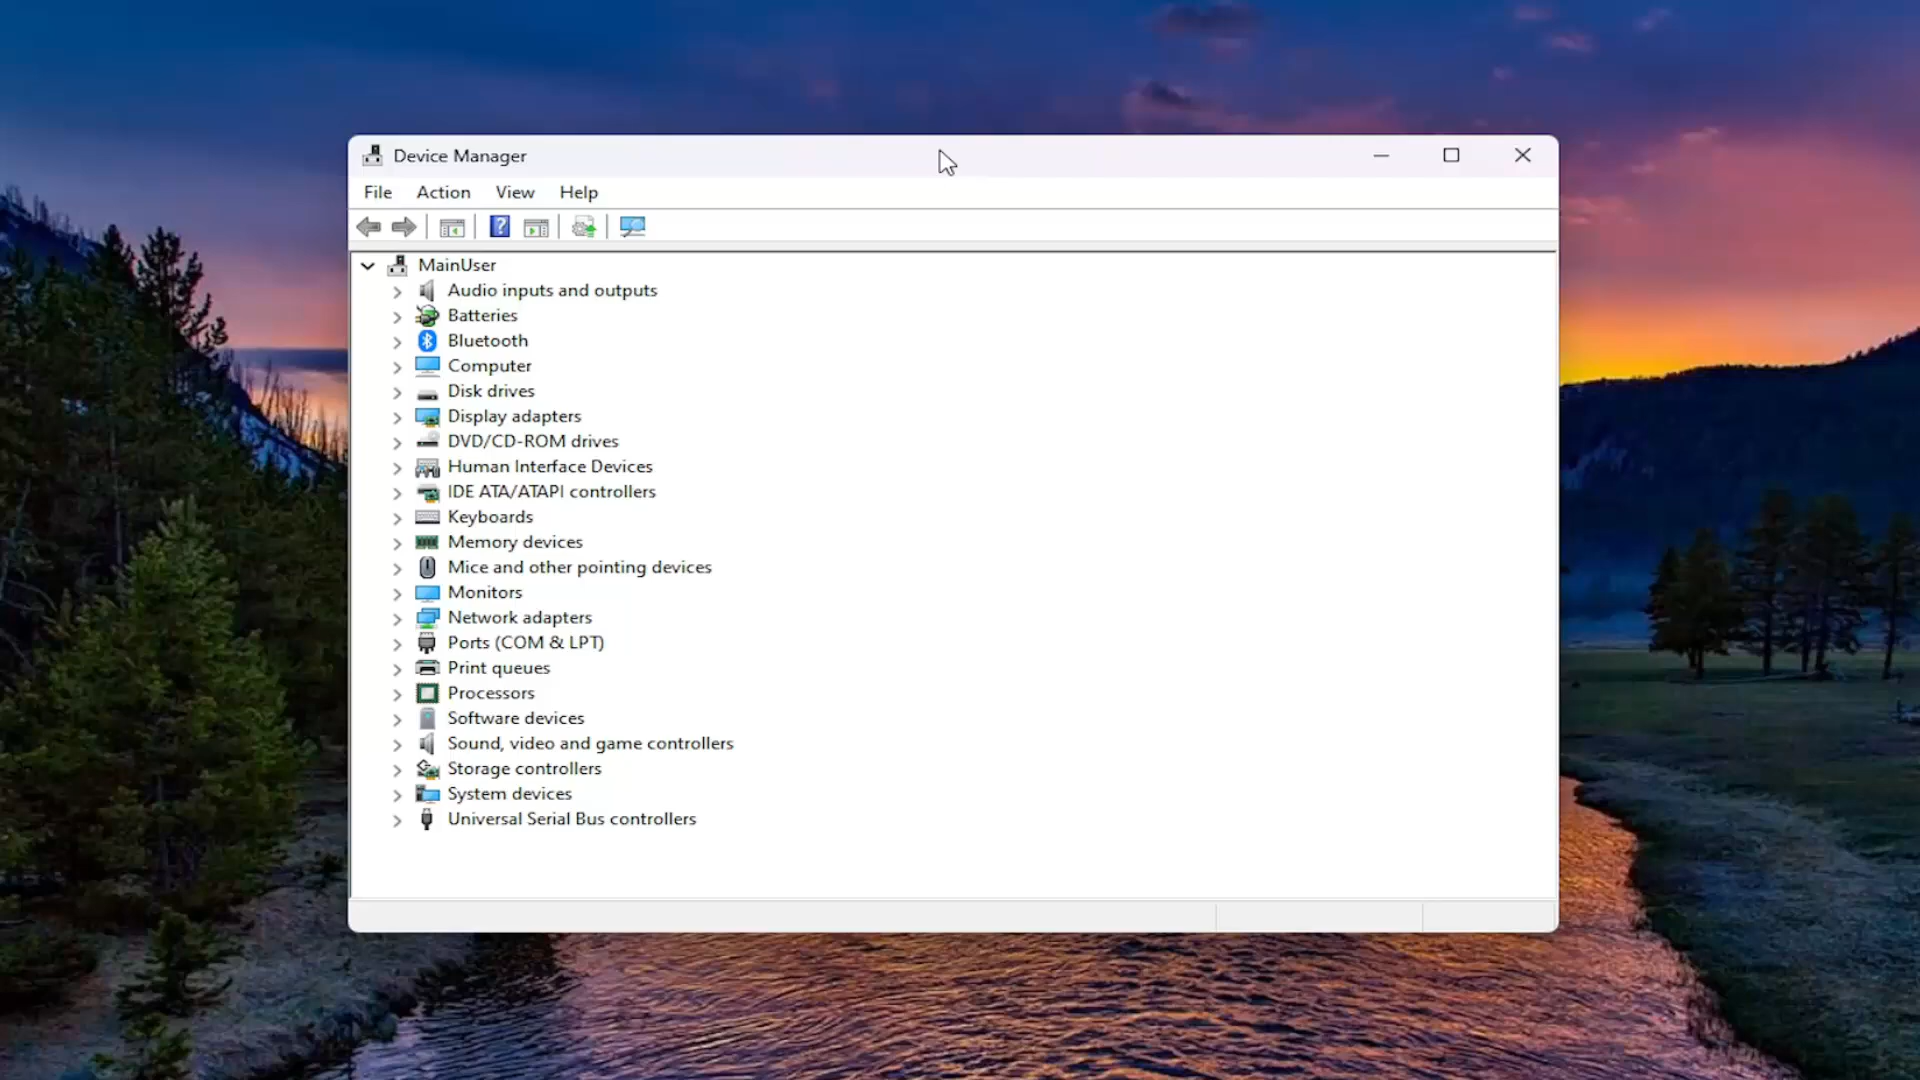 Device Manager
File Action View Help
MainUser
Audio inputs and outputs
Batteries
Bluetooth
Computer
Disk drives
Display adapters
DVD/CD-ROM drives
Human Interface Devices
IDE ATA/ATAPI controllers
Keyboards
Memory devices
Mice and other pointing devices
Monitors
Network adapters
Ports (COM & LPT)
Print queues
Processors
Software devices
Sound, video and game controllers
Storage controllers
System devices
Universal Serial Bus controllers